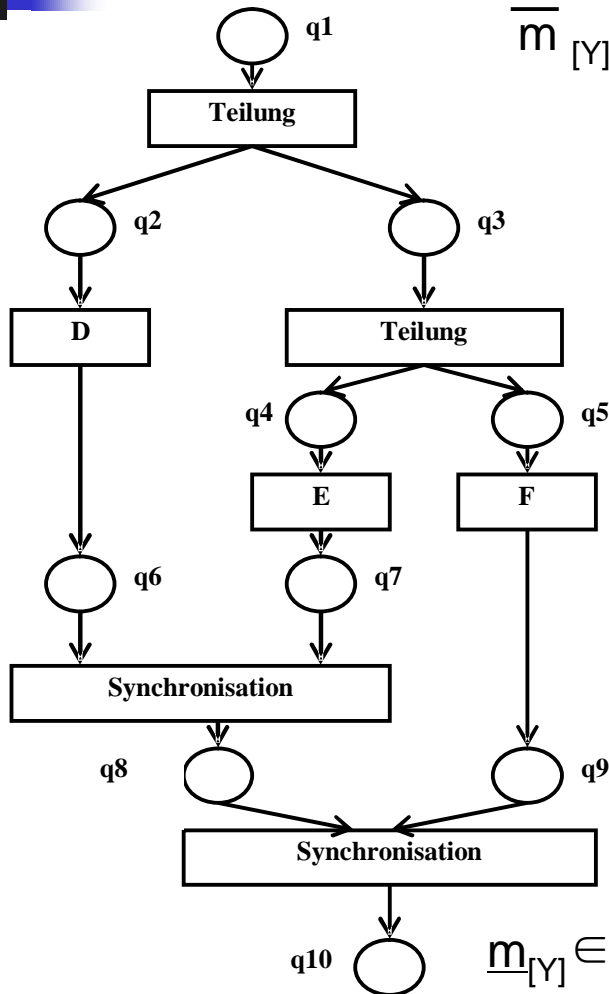 q1
m [Y]
Teilung
q2 q3
D Teilung
q4 q5
E F
q6 q7
Synchronisation
q8 q9
Synchronisation
q10 m[Y] ∈